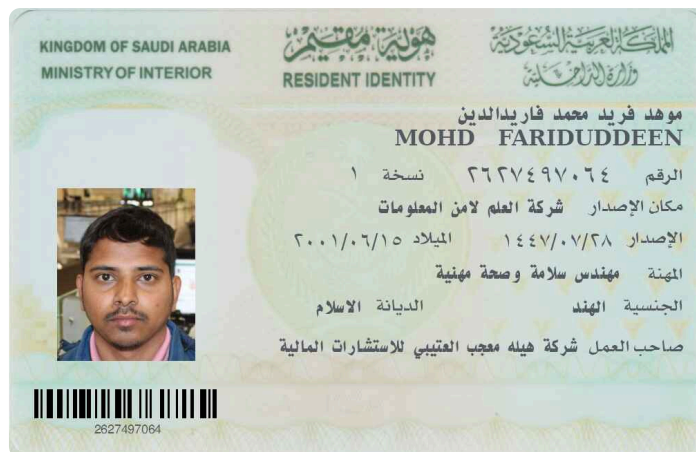 KINGDOM OF SAUDI ARABIA
MINISTRY OF INTERIOR
هوية مقيم
RESIDENT IDENTITY
المملكة العربية السعودية
وزارة الداخلية
موهد فريد محمد فاريدالدين
MOHD FARIDUDDEEN
الرقم ٢٦٢٧٤٩٧٠٦٤ نسخة ١
مكان الإصدار شركة العلم لامن المعلومات
الإصدار ١٤٤٧/٠٧/٢٨ الميلاد ٢٠٠١/٠٦/١٥
المهنة مهندس سلامة وصحة مهنية
الجنسية الهند الديانة الاسلام
صاحب العمل شركة هيله معجب العتيبي للاستشارات المالية
2627497064